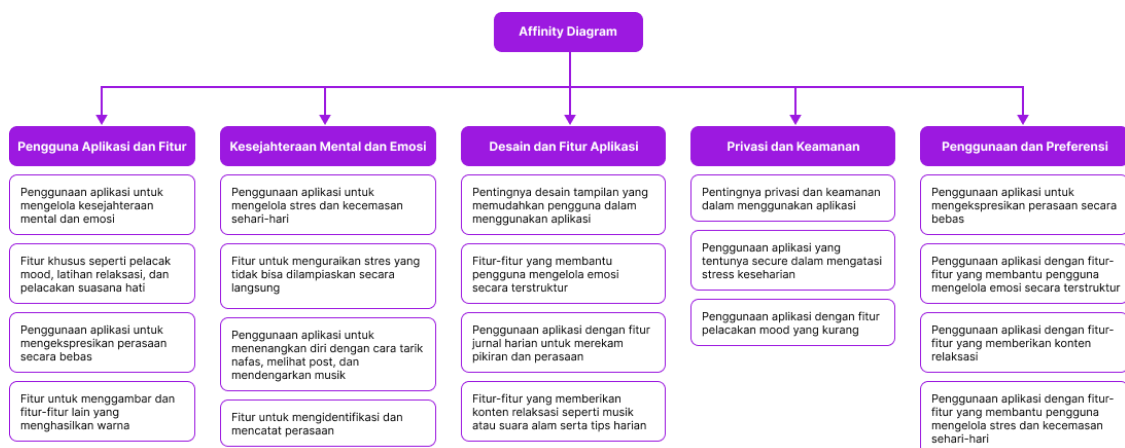 Affinity Diagram
Pengguna Aplikasi dan Fitur
Penggunaan aplikasi untuk
mengelola kesejahteraan
mental dan emosi
Fitur khusus seperti pelacak
mood, latihan relaksasi, dan
pelacakan suasana hati
Penggunaan aplikasi untuk
mengekspresikan perasaan
secara bebas
Fitur untuk menggambar dan
fitur-fitur lain yang
menghasilkan warna
Kesejahteraan Mental dan Emosi
Penggunaan aplikasi untuk
mengelola stres dan kecemasan
sehari-hari
Fitur untuk menguraikan stres yang
tidak bisa dilampiaskan secara
langsung
Penggunaan aplikasi untuk
menenangkan diri dengan cara tarik
nafas, melihat post, dan
mendengarkan musik
Fitur untuk mengidentifikasi dan
mencatat perasaan
Desain dan Fitur Aplikasi
Pentingnya desain tampilan yang
memudahkan pengguna dalam
menggunakan aplikasi
Fitur-fitur yang membantu
pengguna mengelola emosi
secara terstruktur
Penggunaan aplikasi dengan fitur
jurnal harian untuk merekam
pikiran dan perasaan
Fitur-fitur yang memberikan
konten relaksasi seperti musik
atau suara alam serta tips harian
Privasi dan Keamanan
Pentingnya privasi dan keamanan
dalam menggunakan aplikasi
Penggunaan aplikasi yang
tentunya secure dalam mengatasi
stress keseharian
Penggunaan aplikasi dengan fitur
pelacakan mood yang kurang
Penggunaan dan Preferensi
Penggunaan aplikasi untuk
mengekspresikan perasaan secara
bebas
Penggunaan aplikasi dengan fitur-
fitur yang membantu pengguna
mengelola emosi secara terstruktur
Penggunaan aplikasi dengan fitur-
fitur yang memberikan konten
relaksasi
Penggunaan aplikasi dengan fitur-
fitur yang membantu pengguna
mengelola stres dan kecemasan
sehari-hari